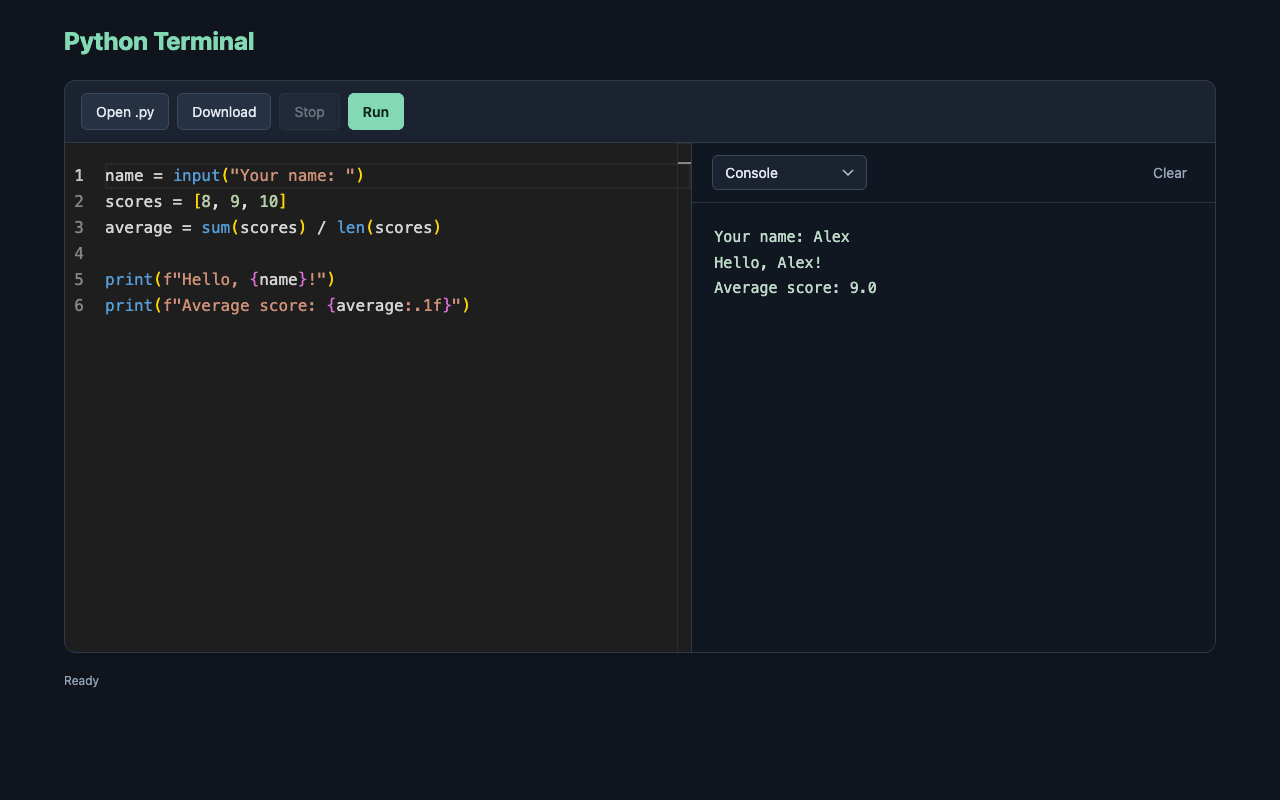 Python Terminal
Open .py Download Stop Run
Console Clear
1 name = input("Your name: ")
2 scores = [8, 9, 10]
3 average = sum(scores) / len(scores)
4
5 print(f"Hello, {name}!")
6 print(f"Average score: {average:.1f}")
Your name: Alex
Hello, Alex!
Average score: 9.0
Ready